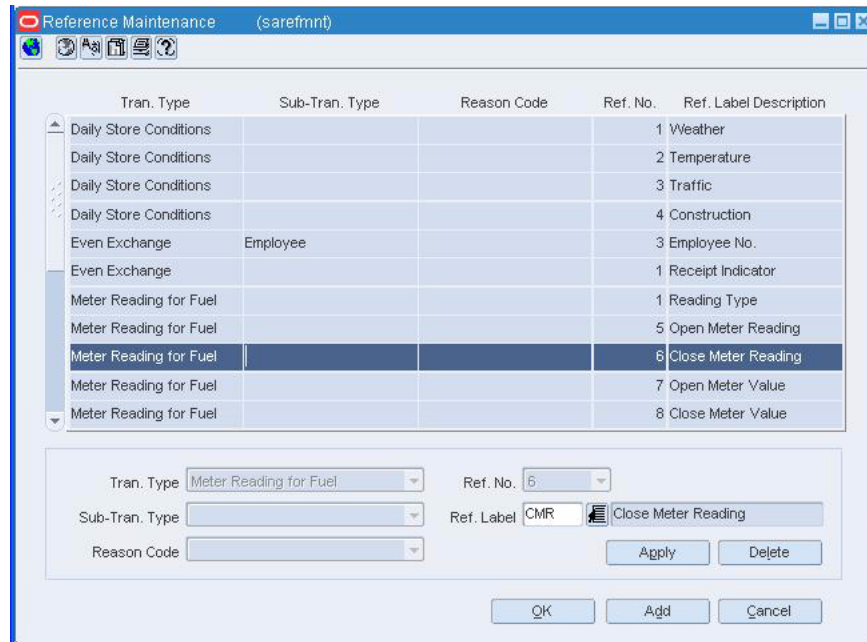 Reference Maintenance (sarefmnt)
Tran. Type Sub-Tran. Type Reason Code Ref. No. Ref. Label Description
Daily Store Conditions 1 Weather
Daily Store Conditions 2 Temperature
Daily Store Conditions 3 Traffic
Daily Store Conditions 4 Construction
Even Exchange Employee 3 Employee No.
Even Exchange 1 Receipt Indicator
Meter Reading for Fuel 1 Reading Type
Meter Reading for Fuel 5 Open Meter Reading
Meter Reading for Fuel 6 Close Meter Reading
Meter Reading for Fuel 7 Open Meter Value
Meter Reading for Fuel 8 Close Meter Value
Tran. Type Meter Reading for Fuel Ref. No. 6
Sub-Tran. Type Ref. Label CMR Close Meter Reading
Reason Code Apply Delete
OK Add Cancel